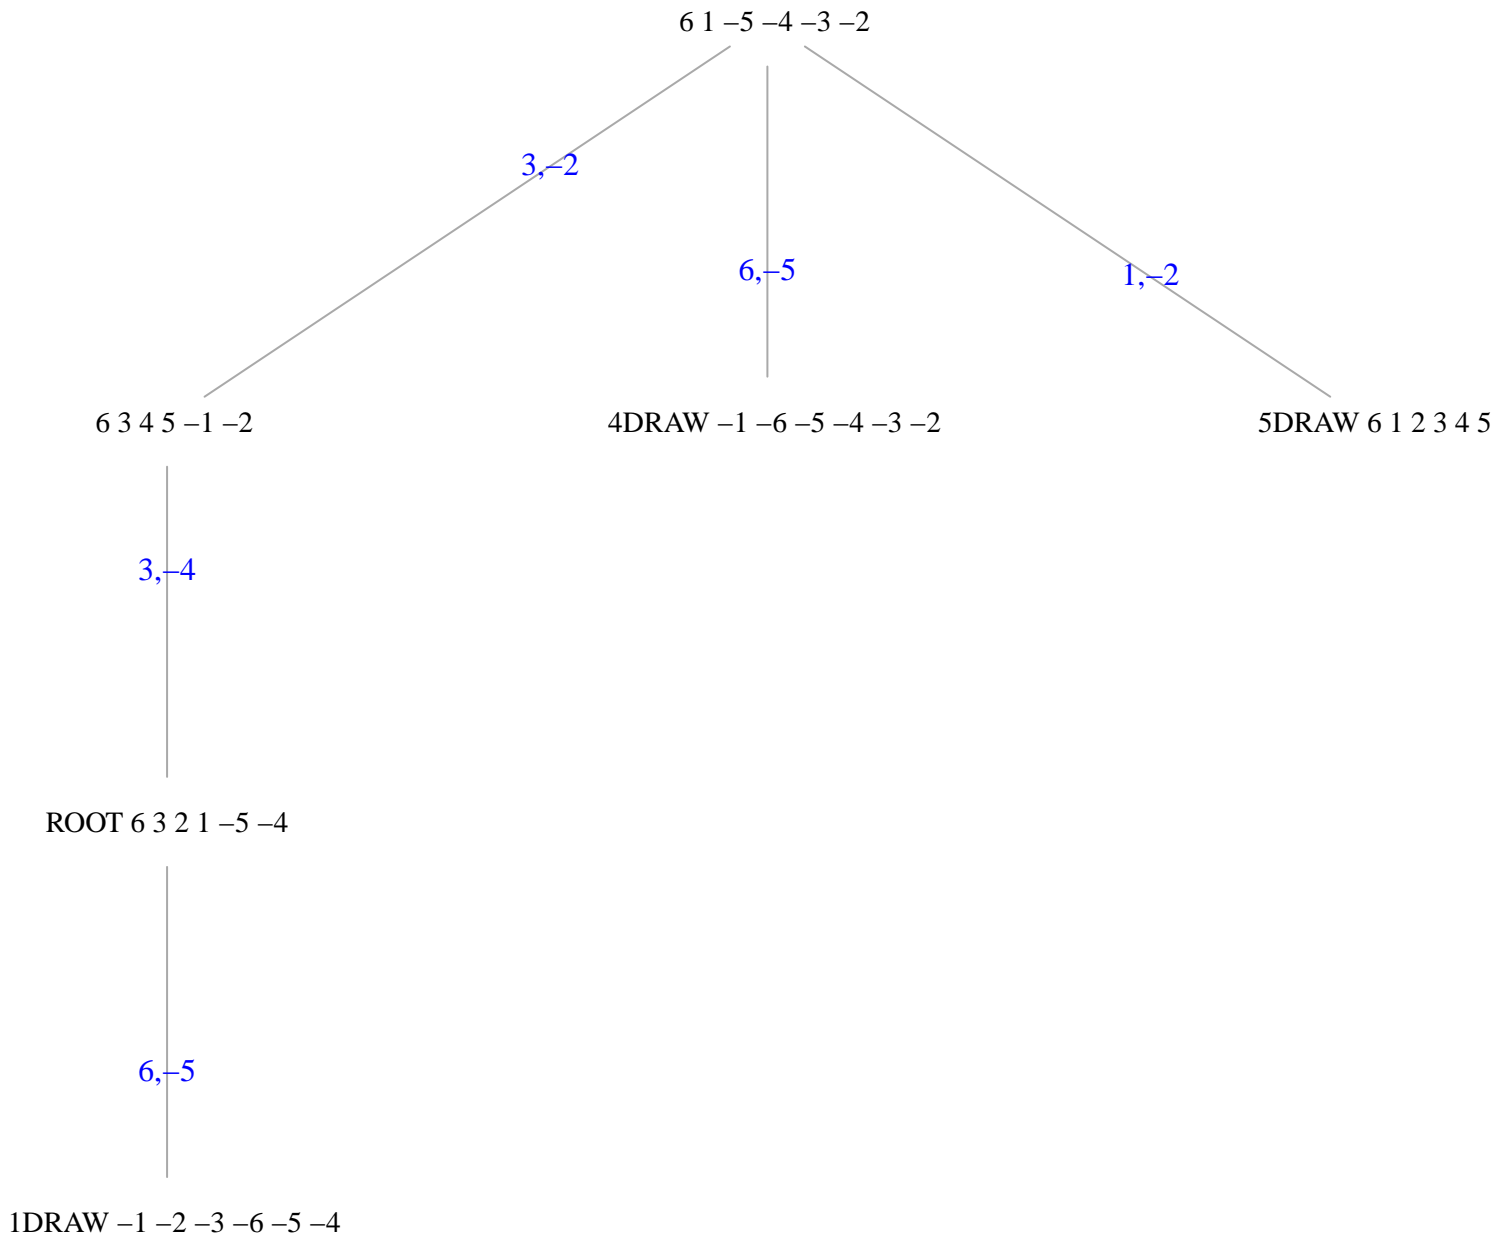 6 1 –5 –4 –3 –2
3,–2
6,–5
1,–2
6 3 4 5 –1 –2
4DRAW –1 –6 –5 –4 –3 –2
5DRAW 6 1 2 3 4 5
3,–4
ROOT 6 3 2 1 –5 –4
6,–5
1DRAW –1 –2 –3 –6 –5 –4